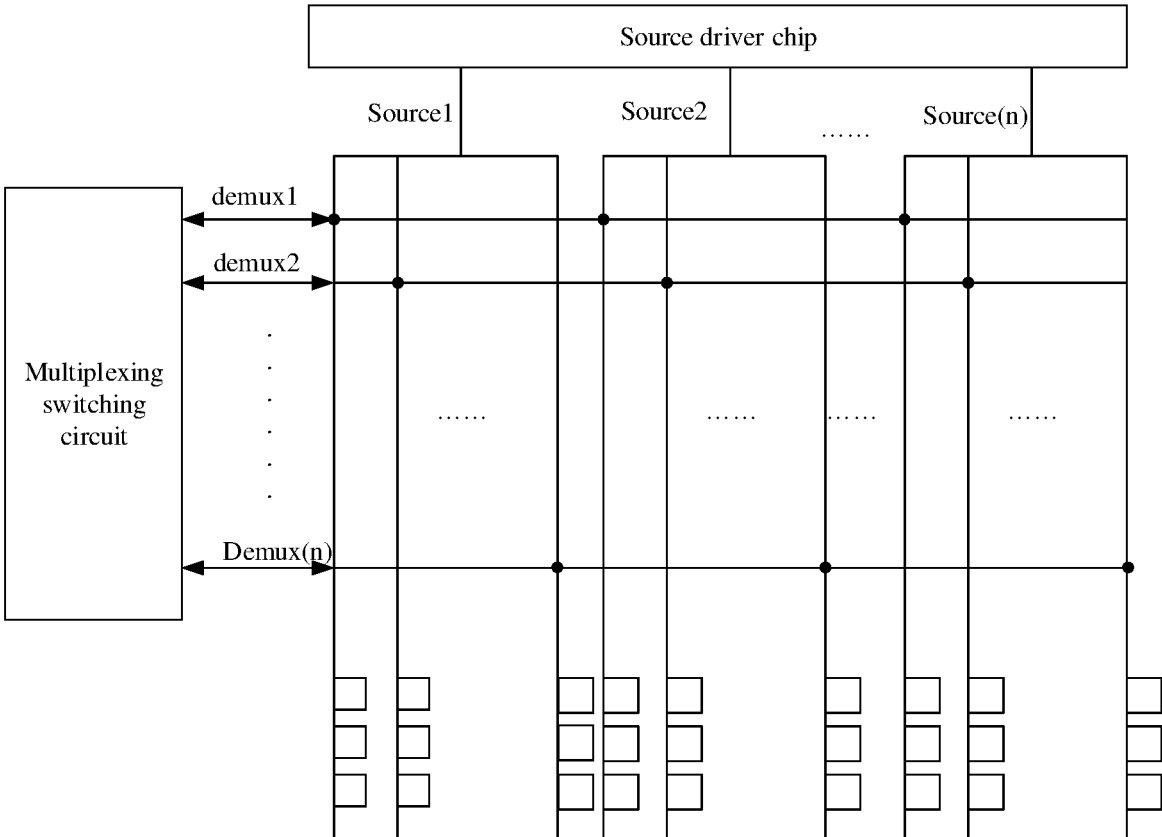 Source driver chip
Source1
Source2
……
Source(n)
demux1
demux2
Multiplexing
switching
circuit
……
……
……
……
Demux(n)